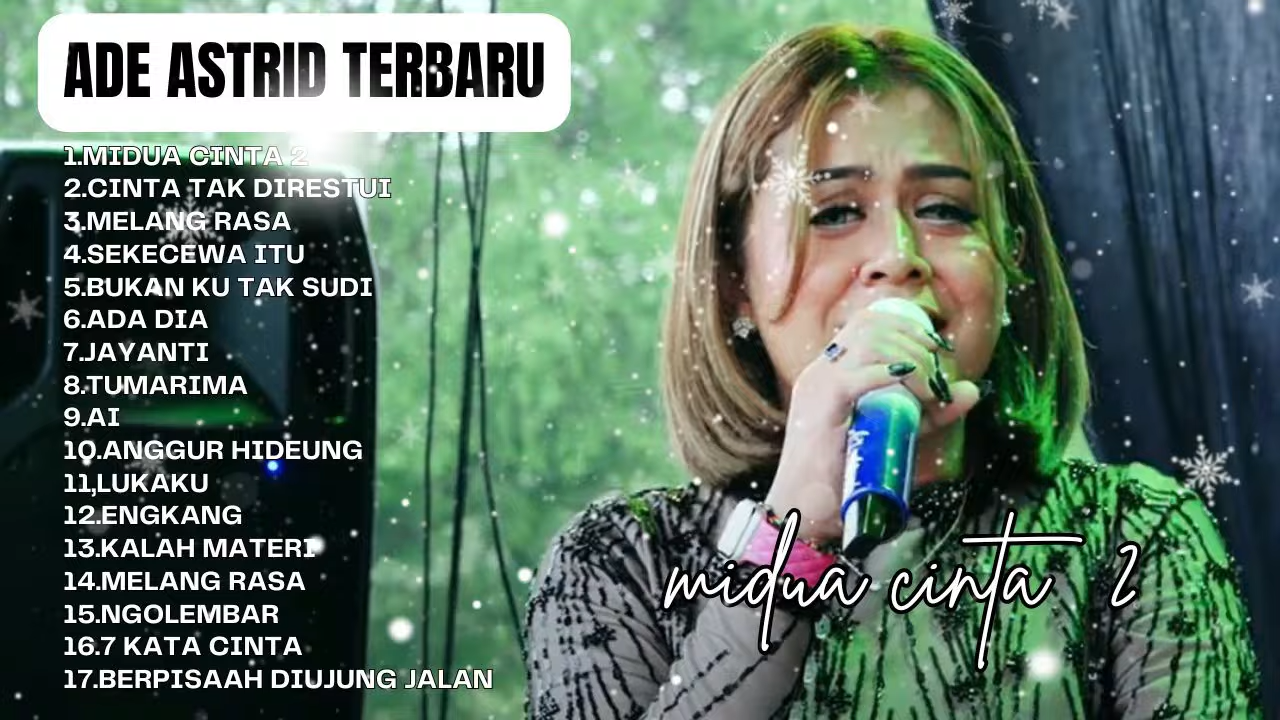 ADE ASTRID TERBARU
1.MIDUA CINTA 2
2.CINTA TAK DIRESTUI
3.MELANG RASA
4.SEKECEWA ITU
5.BUKAN KU TAK SUDI
6.ADA DIA
7.JAYANTI
8.TUMARIMA
9.AI
10.ANGGUR HIDEUNG
11,LUKAKU
12.ENGKANG
13.KALAH MATERI
14.MELANG RASA
15.NGOLEMBAR
16.7 KATA CINTA
17.BERPISAAH DIUJUNG JALAN
midua cinta 2